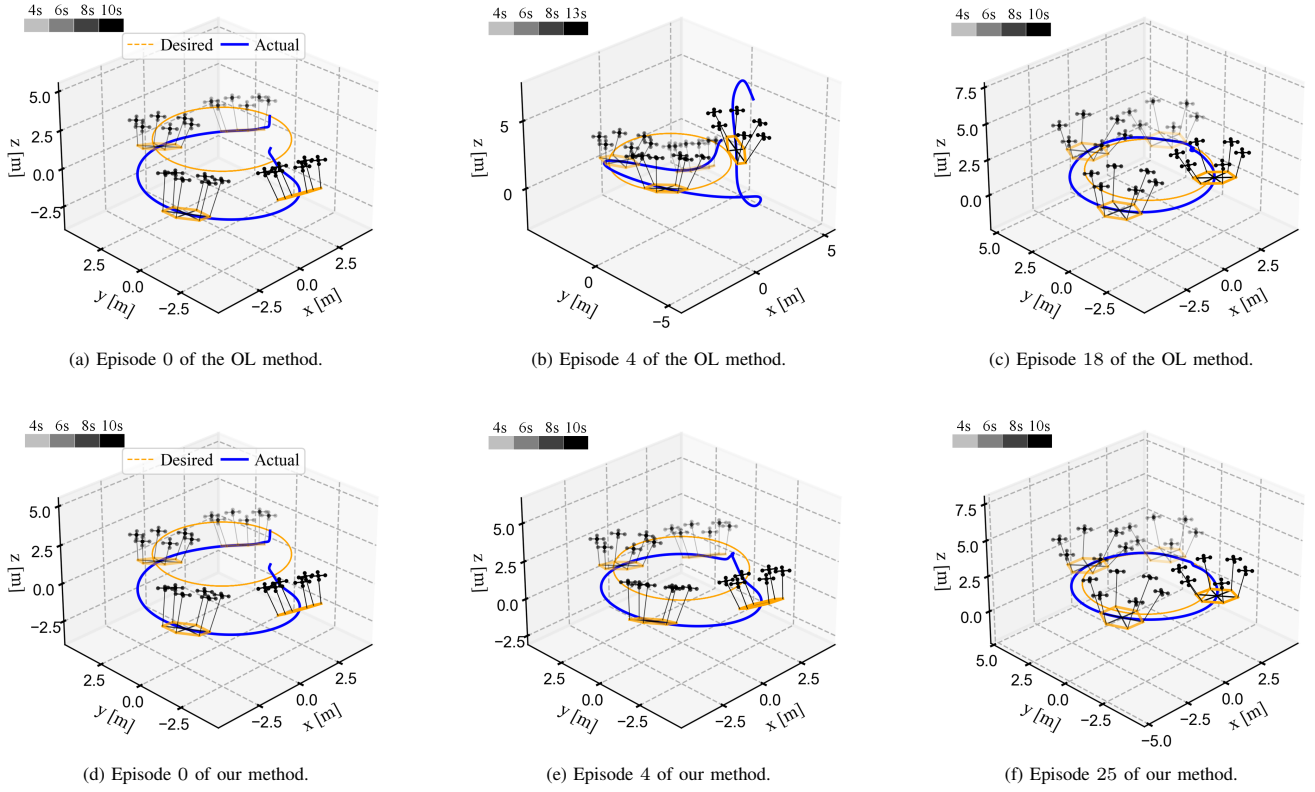 4s 6s 8s 10s
Desired Actual
5.0
2.5
0.0
−2.5
z [m]
2.5
0.0
−2.5
y [m]
2.5
0.0
−2.5
x [m]
(a) Episode 0 of the OL method.
4s 6s 8s 13s
5
0
z [m]
0
−5
y [m]
5
0
x [m]
(b) Episode 4 of the OL method.
4s 6s 8s 10s
7.5
5.0
2.5
0.0
z [m]
5.0
2.5
0.0
−2.5
y [m]
2.5
0.0
−2.5
x [m]
(c) Episode 18 of the OL method.
4s 6s 8s 10s
Desired Actual
5.0
2.5
0.0
−2.5
z [m]
2.5
0.0
−2.5
y [m]
2.5
0.0
−2.5
x [m]
(d) Episode 0 of our method.
4s 6s 8s 10s
5.0
2.5
0.0
−2.5
z [m]
2.5
0.0
−2.5
y [m]
2.5
0.0
−2.5
x [m]
(e) Episode 4 of our method.
4s 6s 8s 10s
7.5
5.0
2.5
0.0
z [m]
5.0
2.5
0.0
−2.5
y [m]
2.5
0.0
−2.5
−5.0
x [m]
(f) Episode 25 of our method.